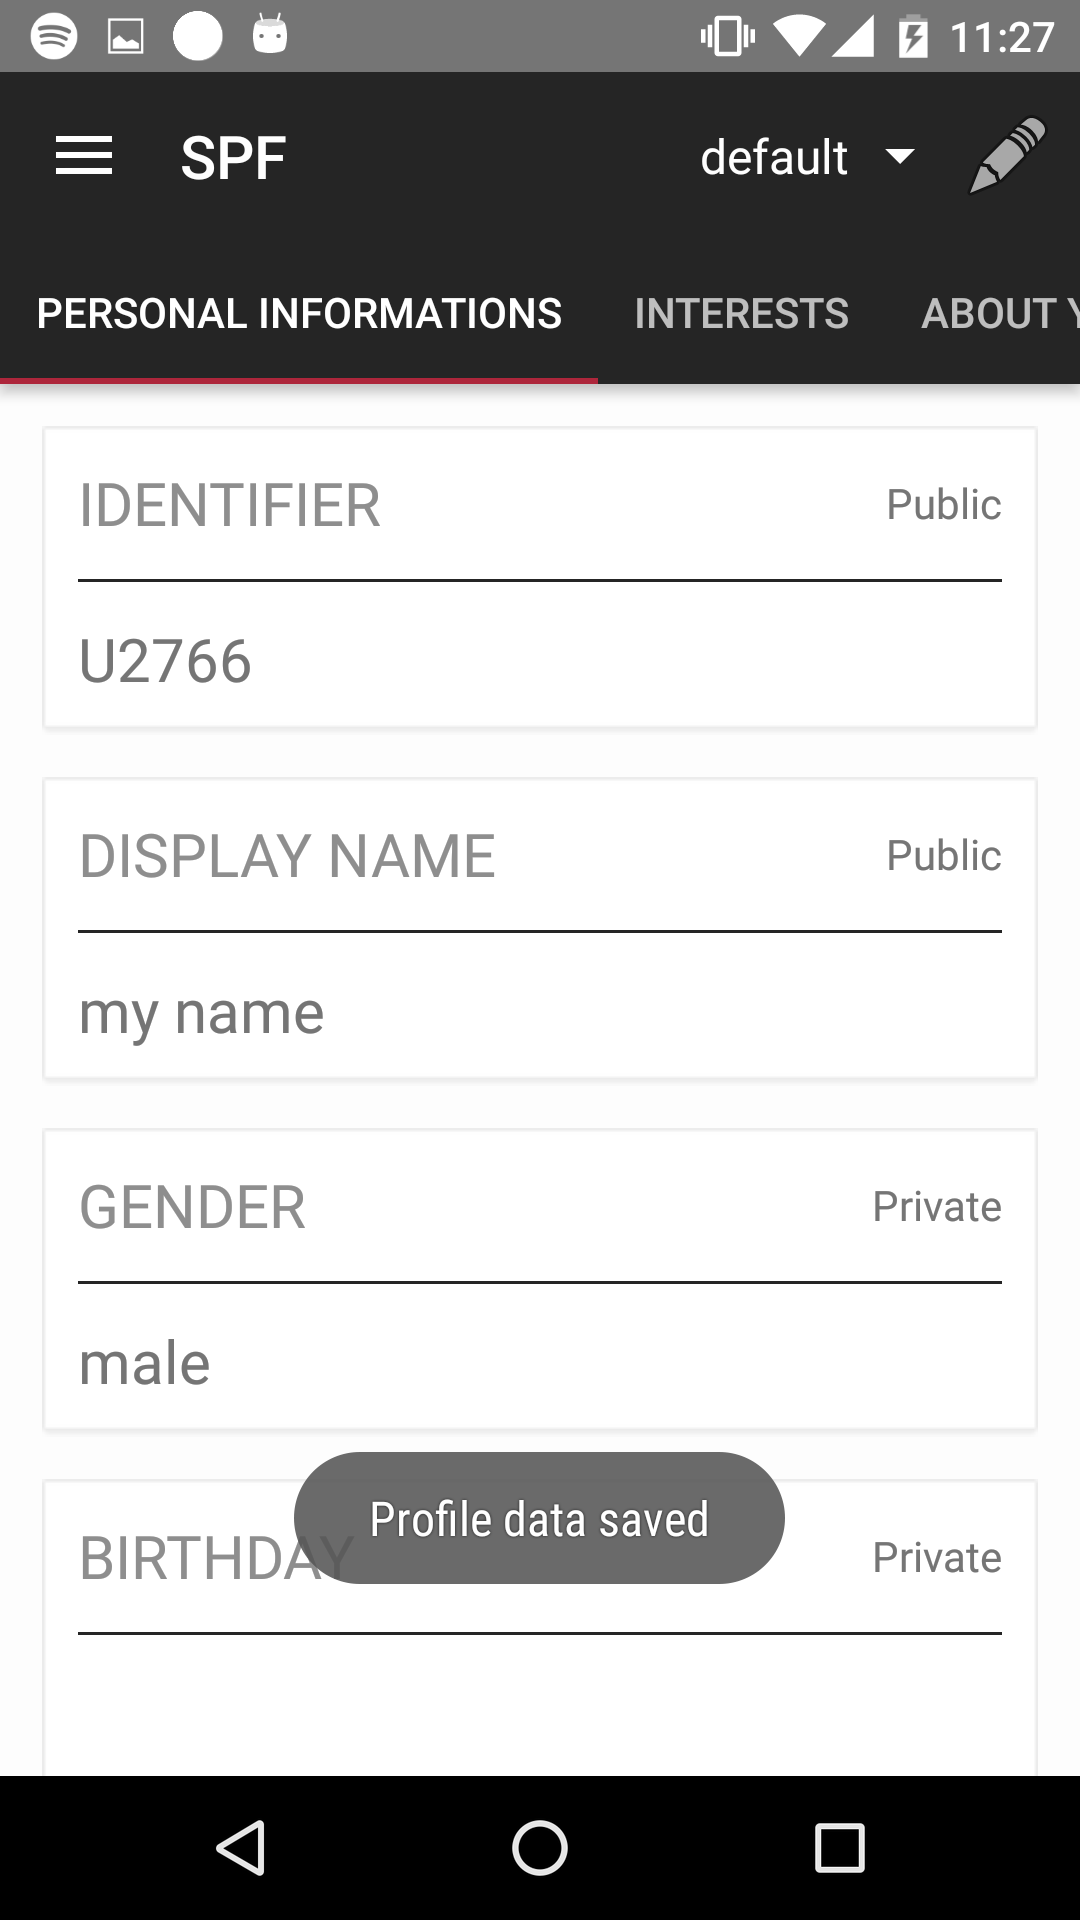 11:27
SPF default
PERSONAL INFORMATIONS INTERESTS ABOUT Y
IDENTIFIER Public
U2766
DISPLAY NAME Public
my name
GENDER Private
male
Profile data saved
BIRTHDAY Private